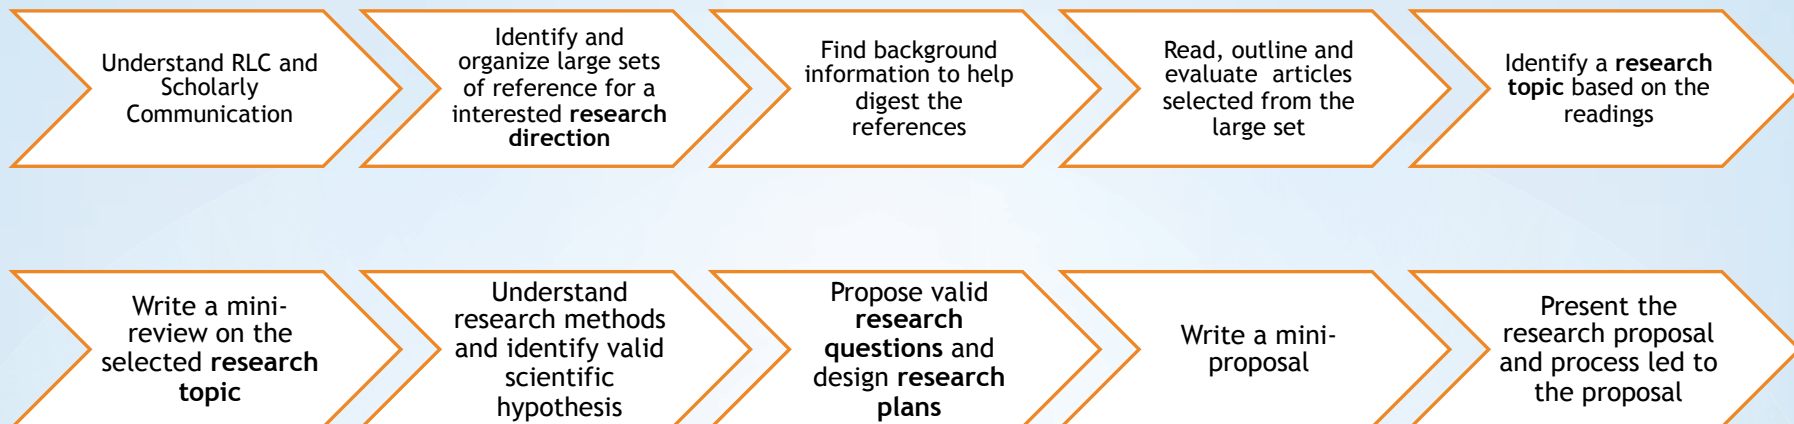 Understand RLC and
Scholarly
Communication
Identify and
organize large sets
of reference for a
interested research
direction
Find background
information to help
digest the
references
Read, outline and
evaluate articles
selected from the
large set
Identify a research
topic based on the
readings
Write a mini-
review on the
selected research
topic
Understand
research methods
and identify valid
scientific
hypothesis
Propose valid
research
questions and
design research
plans
Write a mini-
proposal
Present the
research proposal
and process led to
the proposal